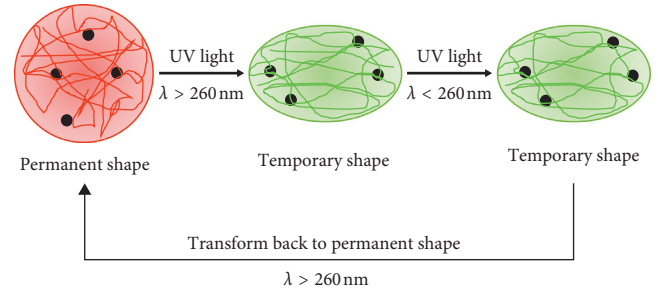 UV light
λ > 260 nm
UV light
λ < 260 nm
Permanent shape
Temporary shape
Temporary shape
Transform back to permanent shape
λ > 260 nm